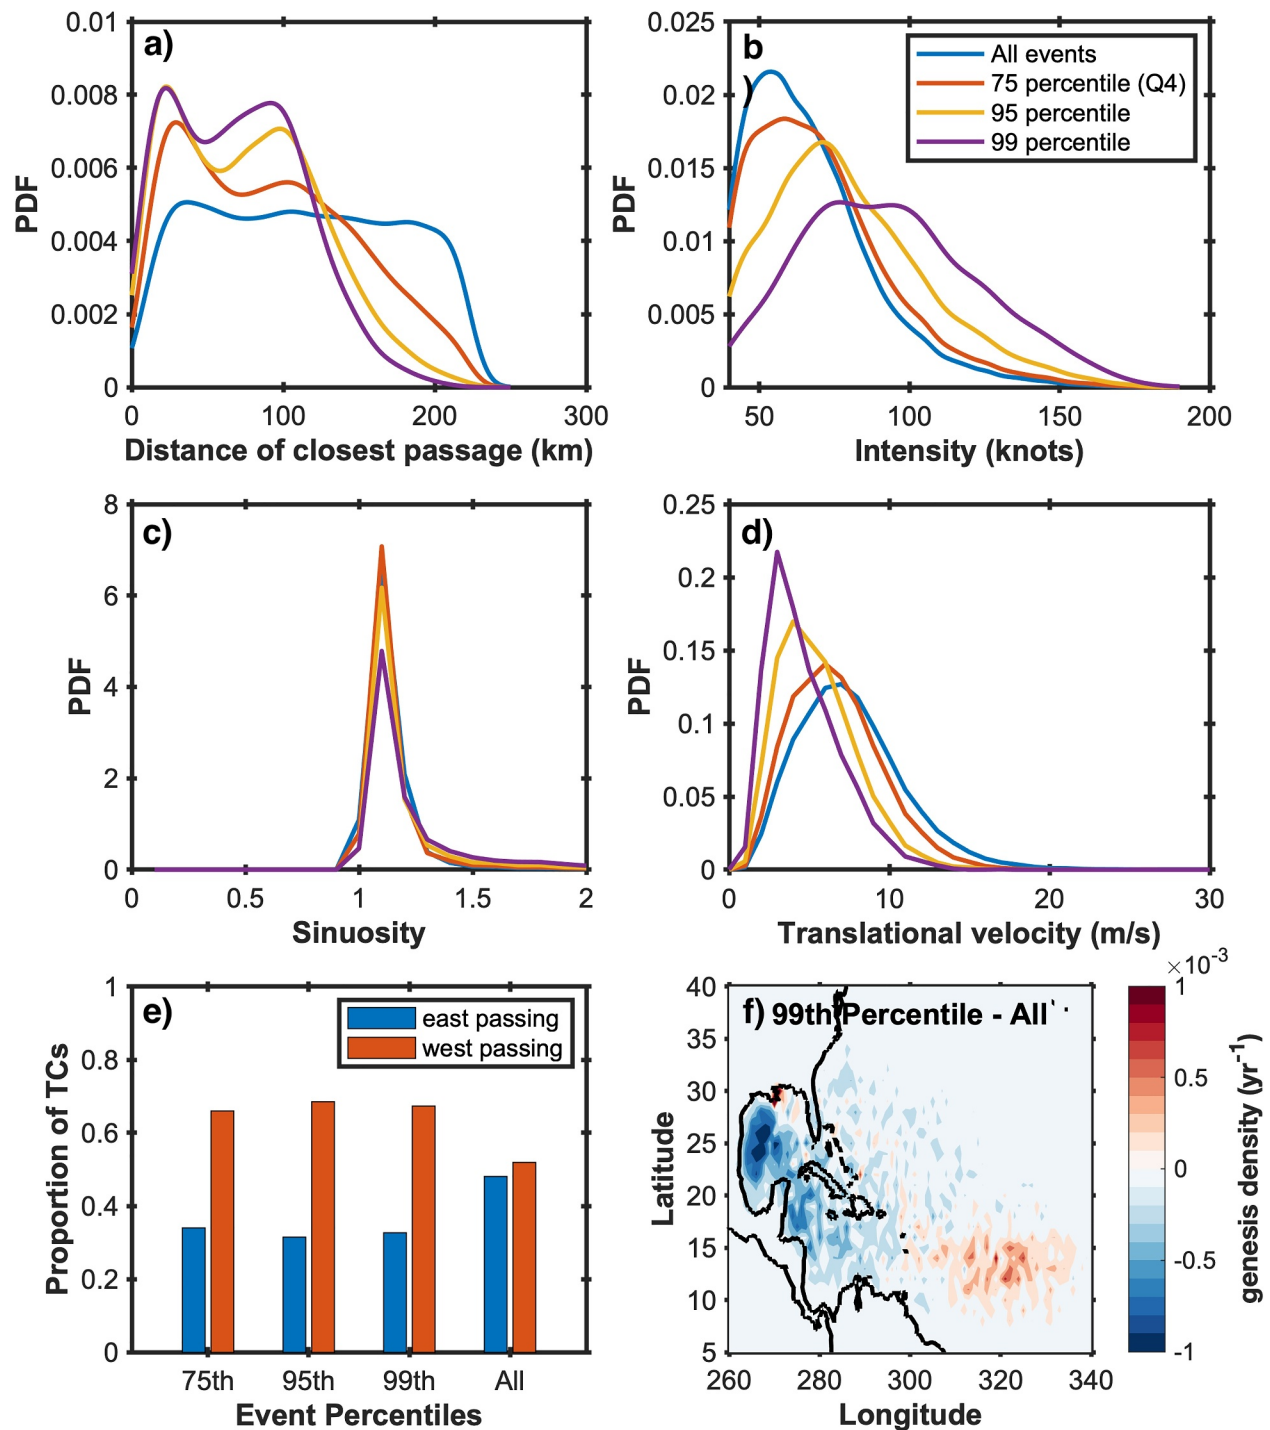 a)
0.01
0.008
0.006
0.004
0.002
0
PDF
0
100
200
300
Distance of closest passage (km)
b
)
0.025
0.02
0.015
0.01
0.005
0
PDF
All events
75 percentile (Q4)
95 percentile
99 percentile
50
100
150
200
Intensity (knots)
c)
8
6
4
2
0
PDF
0
0.5
1
1.5
2
Sinuosity
d)
0.25
0.2
0.15
0.1
0.05
0
PDF
0
10
20
30
Translational velocity (m/s)
e)
1
0.8
0.6
0.4
0.2
0
Proportion of TCs
east passing
west passing
75th
95th
99th
All
Event Percentiles
f) 99th Percentile - All
40
35
30
25
20
15
10
5
Latitude
260
280
300
320
340
Longitude
×10-3
1
0.5
0
-0.5
-1
genesis density (yr-1)